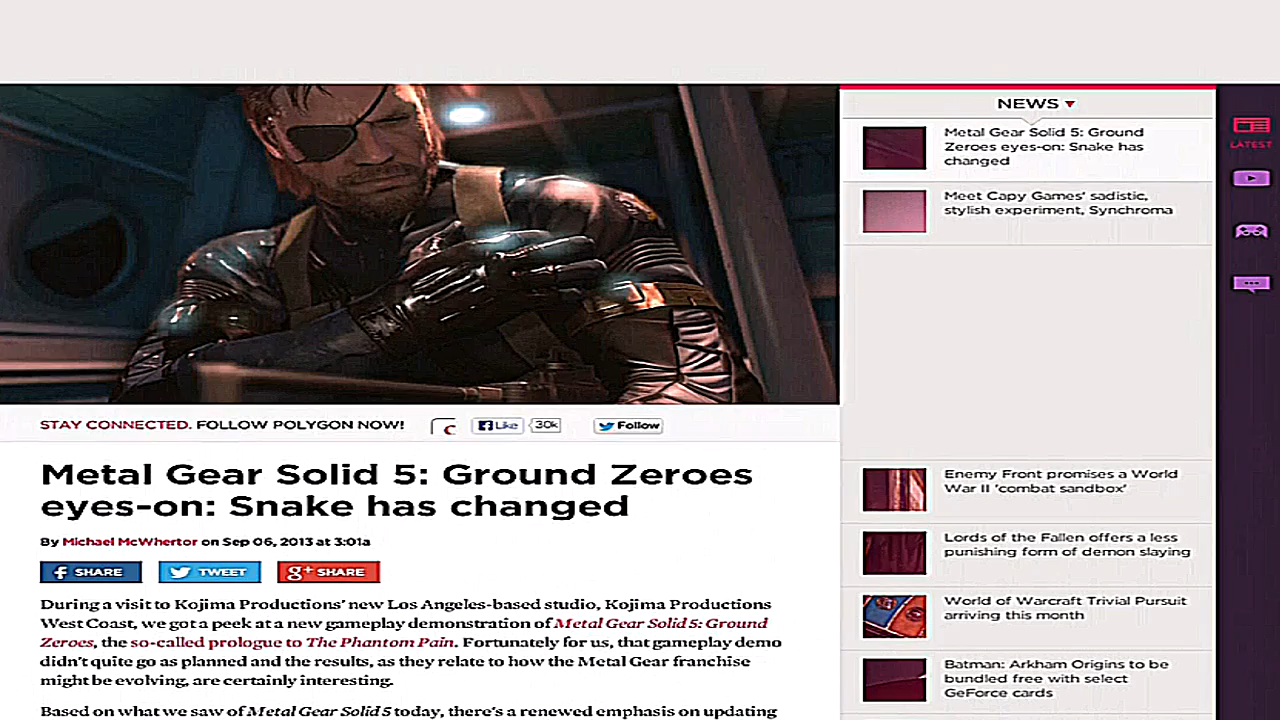 NEWS
Metal Gear Solid 5: Ground
Zeroes eyes-on: Snake has
changed
LATEST
Meet Capy Games' sadistic,
stylish experiment, Synchroma
STAY CONNECTED. FOLLOW POLYGON NOW!
Like
30k
Follow
Metal Gear Solid 5: Ground Zeroes
eyes-on: Snake has changed
By Michael McWhertor on Sep 06, 2013 at 3:01a
f SHARE
TWEET
g+ SHARE
During a visit to Kojima Productions' new Los Angeles-based studio, Kojima Productions
West Coast, we got a peek at a new gameplay demonstration of Metal Gear Solid 5: Ground
Zeroes, the so-called prologue to The Phantom Pain. Fortunately for us, that gameplay demo
didn't quite go as planned and the results, as they relate to how the Metal Gear franchise
might be evolving, are certainly interesting.
Based on what we saw of Metal Gear Solid 5 today, there's a renewed emphasis on updating
Enemy Front promises a World
War II 'combat sandbox'
Lords of the Fallen offers a less
punishing form of demon slaying
World of Warcraft Trivial Pursuit
arriving this month
Batman: Arkham Origins to be
bundled free with select
GeForce cards